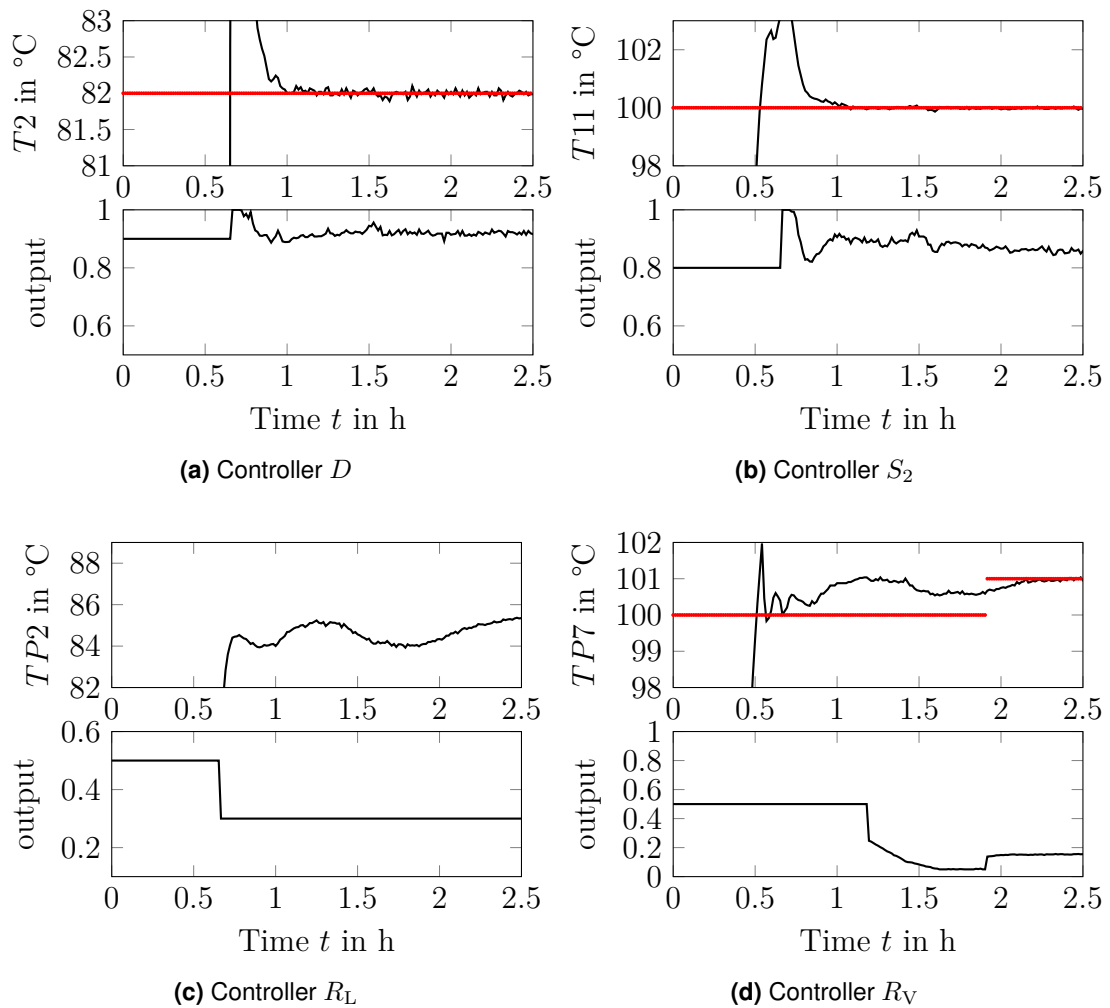 T2 in °C
83
82.5
82
81.5
81
0 0.5 1 1.5 2 2.5
output
1
0.8
0.6
0 0.5 1 1.5 2 2.5
Time t in h
(a) Controller D
T11 in °C
102
100
98
0 0.5 1 1.5 2 2.5
output
1
0.8
0.6
0 0.5 1 1.5 2 2.5
Time t in h
(b) Controller S₂
TP2 in °C
88
86
84
82
0 0.5 1 1.5 2 2.5
output
0.6
0.4
0.2
0 0.5 1 1.5 2 2.5
Time t in h
(c) Controller R_L
TP7 in °C
102
101
100
99
98
0 0.5 1 1.5 2 2.5
output
1
0.8
0.6
0.4
0.2
0
0 0.5 1 1.5 2 2.5
Time t in h
(d) Controller R_V